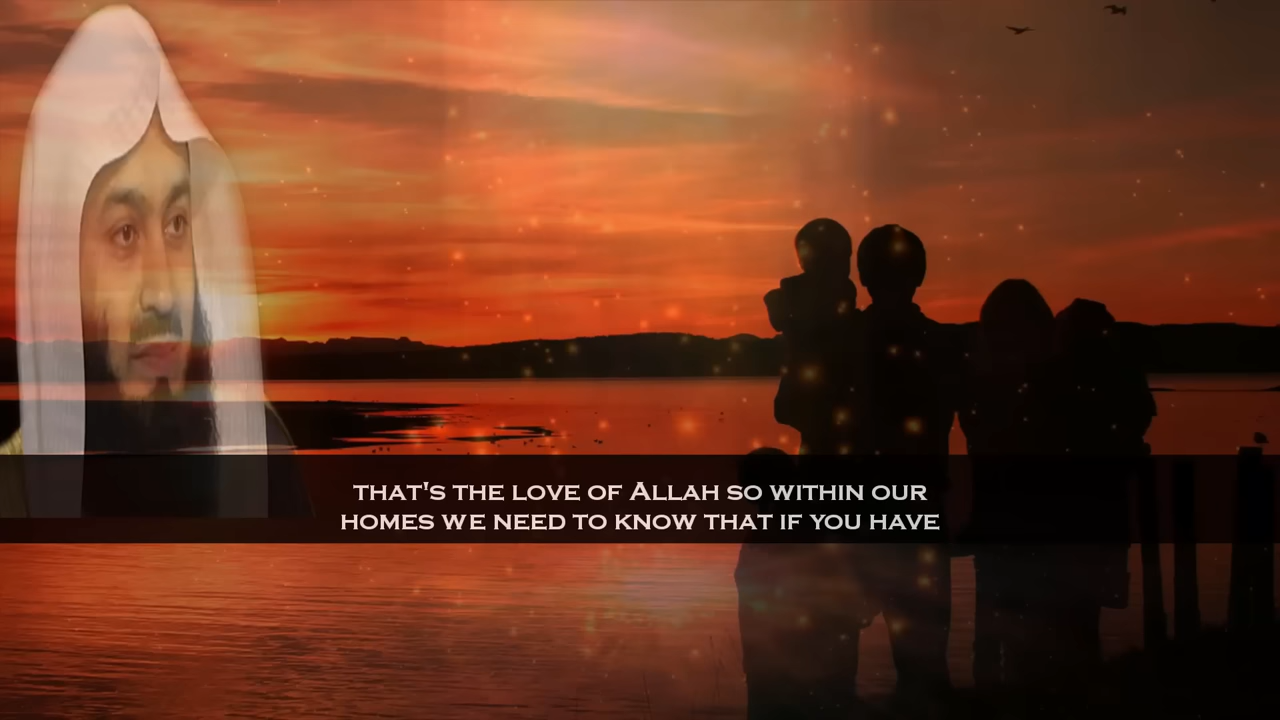 THAT'S THE LOVE OF ALLAH SO WITHIN OUR
HOMES WE NEED TO KNOW THAT IF YOU HAVE